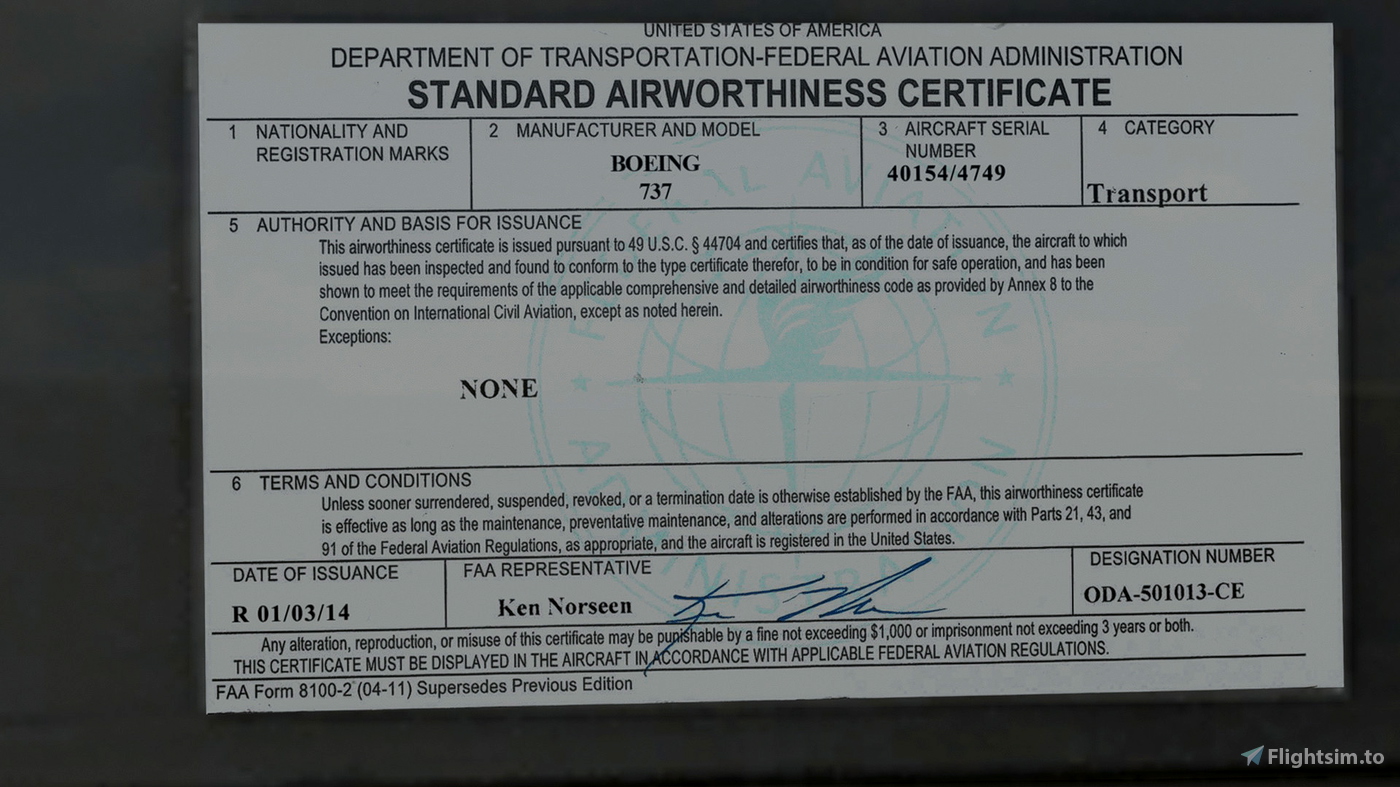 UNITED STATES OF AMERICA
DEPARTMENT OF TRANSPORTATION-FEDERAL AVIATION ADMINISTRATION
STANDARD AIRWORTHINESS CERTIFICATE
1 NATIONALITY AND
REGISTRATION MARKS
2 MANUFACTURER AND MODEL
BOEING
737
3 AIRCRAFT SERIAL
NUMBER
40154/4749
4 CATEGORY
Transport
5 AUTHORITY AND BASIS FOR ISSUANCE
This airworthiness certificate is issued pursuant to 49 U.S.C. § 44704 and certifies that, as of the date of issuance, the aircraft to which
issued has been inspected and found to conform to the type certificate therefor, to be in condition for safe operation, and has been
shown to meet the requirements of the applicable comprehensive and detailed airworthiness code as provided by Annex 8 to the
Convention on International Civil Aviation, except as noted herein.
Exceptions:
NONE
FEDERAL AVIATION ADMINISTRATION
6 TERMS AND CONDITIONS
Unless sooner surrendered, suspended, revoked, or a termination date is otherwise established by the FAA, this airworthiness certificate
is effective as long as the maintenance, preventative maintenance, and alterations are performed in accordance with Parts 21, 43, and
91 of the Federal Aviation Regulations, as appropriate, and the aircraft is registered in the United States.
DATE OF ISSUANCE
R 01/03/14
FAA REPRESENTATIVE
Ken Norseen
DESIGNATION NUMBER
ODA-501013-CE
Any alteration, reproduction, or misuse of this certificate may be punishable by a fine not exceeding $1,000 or imprisonment not exceeding 3 years or both.
THIS CERTIFICATE MUST BE DISPLAYED IN THE AIRCRAFT IN ACCORDANCE WITH APPLICABLE FEDERAL AVIATION REGULATIONS.
FAA Form 8100-2 (04-11) Supersedes Previous Edition
Flightsim.to